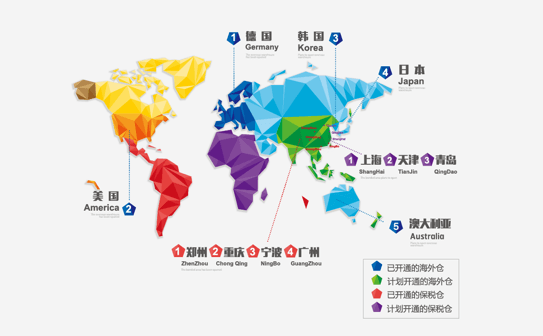 1 德国
Germany
韩国 3
Korea
4 日本
Japan
1 上海 2 天津 3 青岛
ShangHai TianJin QingDao
美国
America 2
5 澳大利亚
Australia
1 郑州 2 重庆 3 宁波 4 广州
ZhenZhou Chong Qing NingBo GuangZhou
已开通的海外仓
计划开通的海外仓
已开通的保税仓
计划开通的保税仓